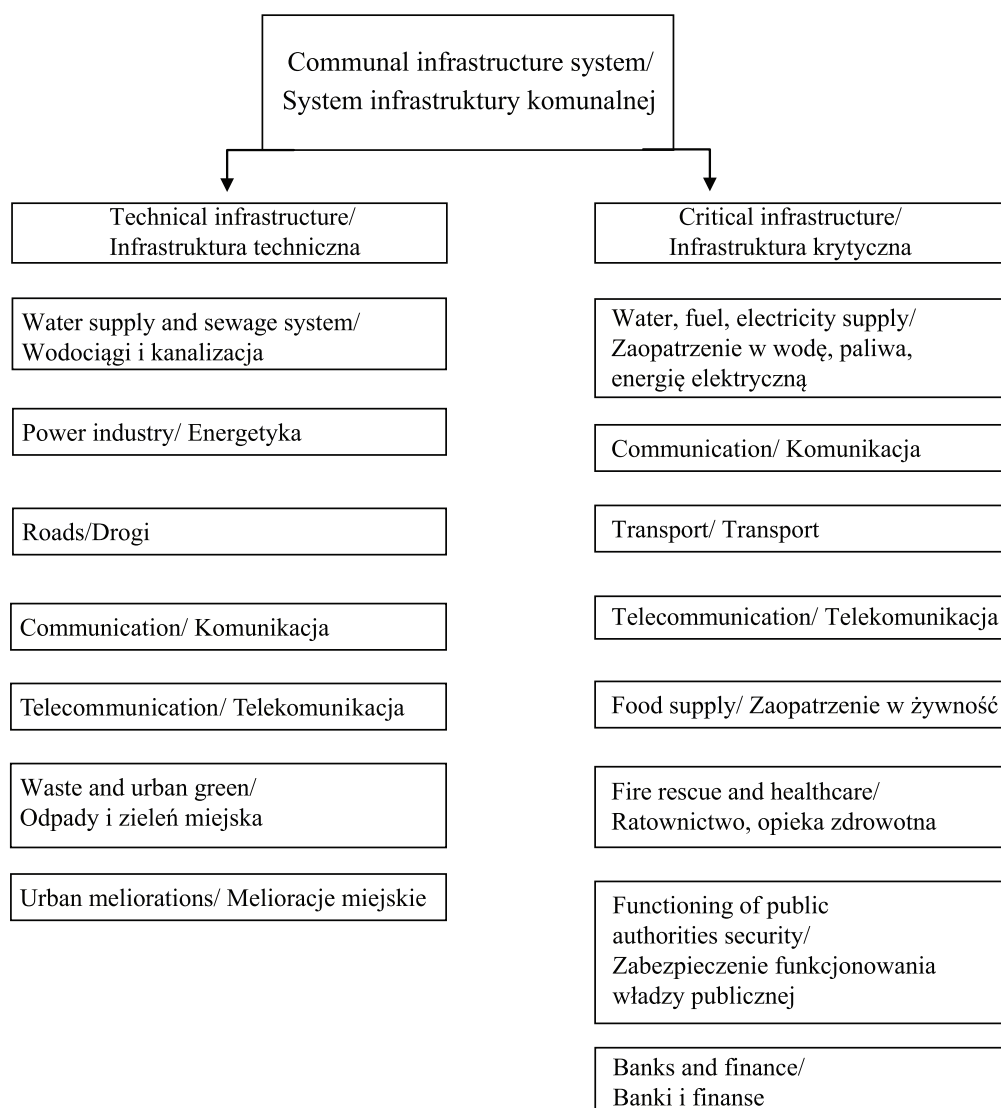 Communal infrastructure system/
System infrastruktury komunalnej
Technical infrastructure/
Infrastruktura techniczna
Water supply and sewage system/
Wodociągi i kanalizacja
Power industry/ Energetyka
Roads/Drogi
Communication/ Komunikacja
Telecommunication/ Telekomunikacja
Waste and urban green/
Odpady i zieleń miejska
Urban meliorations/ Melioracje miejskie
Critical infrastructure/
Infrastruktura krytyczna
Water, fuel, electricity supply/
Zaopatrzenie w wodę, paliwa,
energię elektryczną
Communication/ Komunikacja
Transport/ Transport
Telecommunication/ Telekomunikacja
Food supply/ Zaopatrzenie w żywność
Fire rescue and healthcare/
Ratownictwo, opieka zdrowotna
Functioning of public
authorities security/
Zabezpieczenie funkcjonowania
władzy publicznej
Banks and finance/
Banki i finanse